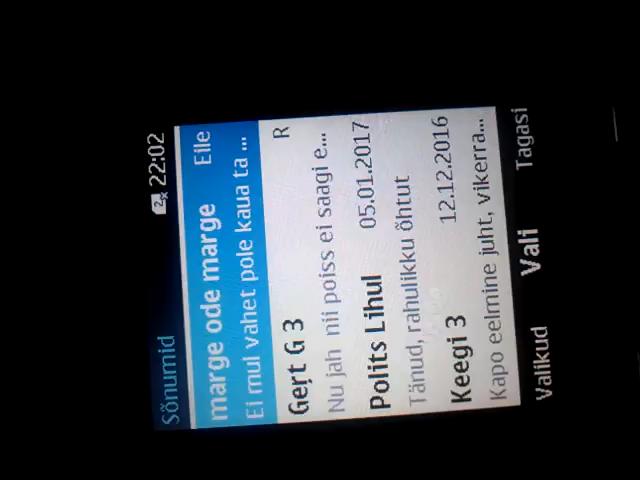 22:02
Sõnumid
marge ode marge Eile
Ei mul vahet pole kaua ta ...
Gert G 3 R
Nu jah nii poiss ei saagi e...
Polits Lihul 05.01.2017
Tänud, rahulikku õhtut
Keegi 3 12.12.2016
Kapo eelmine juht, vikerra...
Valikud Vali Tagasi